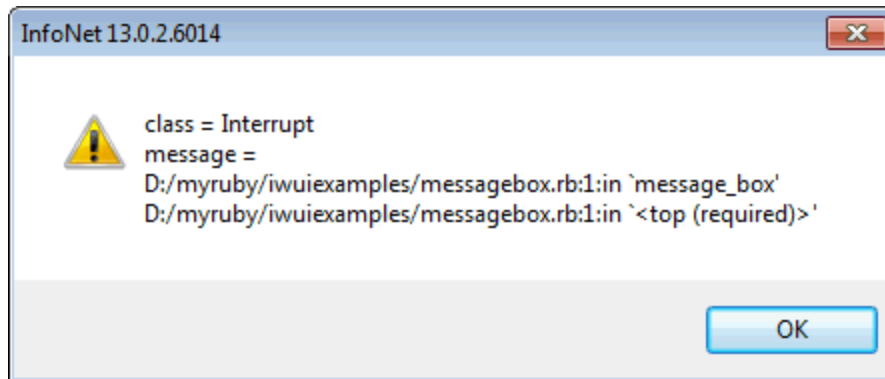 InfoNet 13.0.2.6014
class = Interrupt
message =
D:/myruby/iwuiexamples/messagebox.rb:1:in `message_box'
D:/myruby/iwuiexamples/messagebox.rb:1:in `<top (required)>'
OK